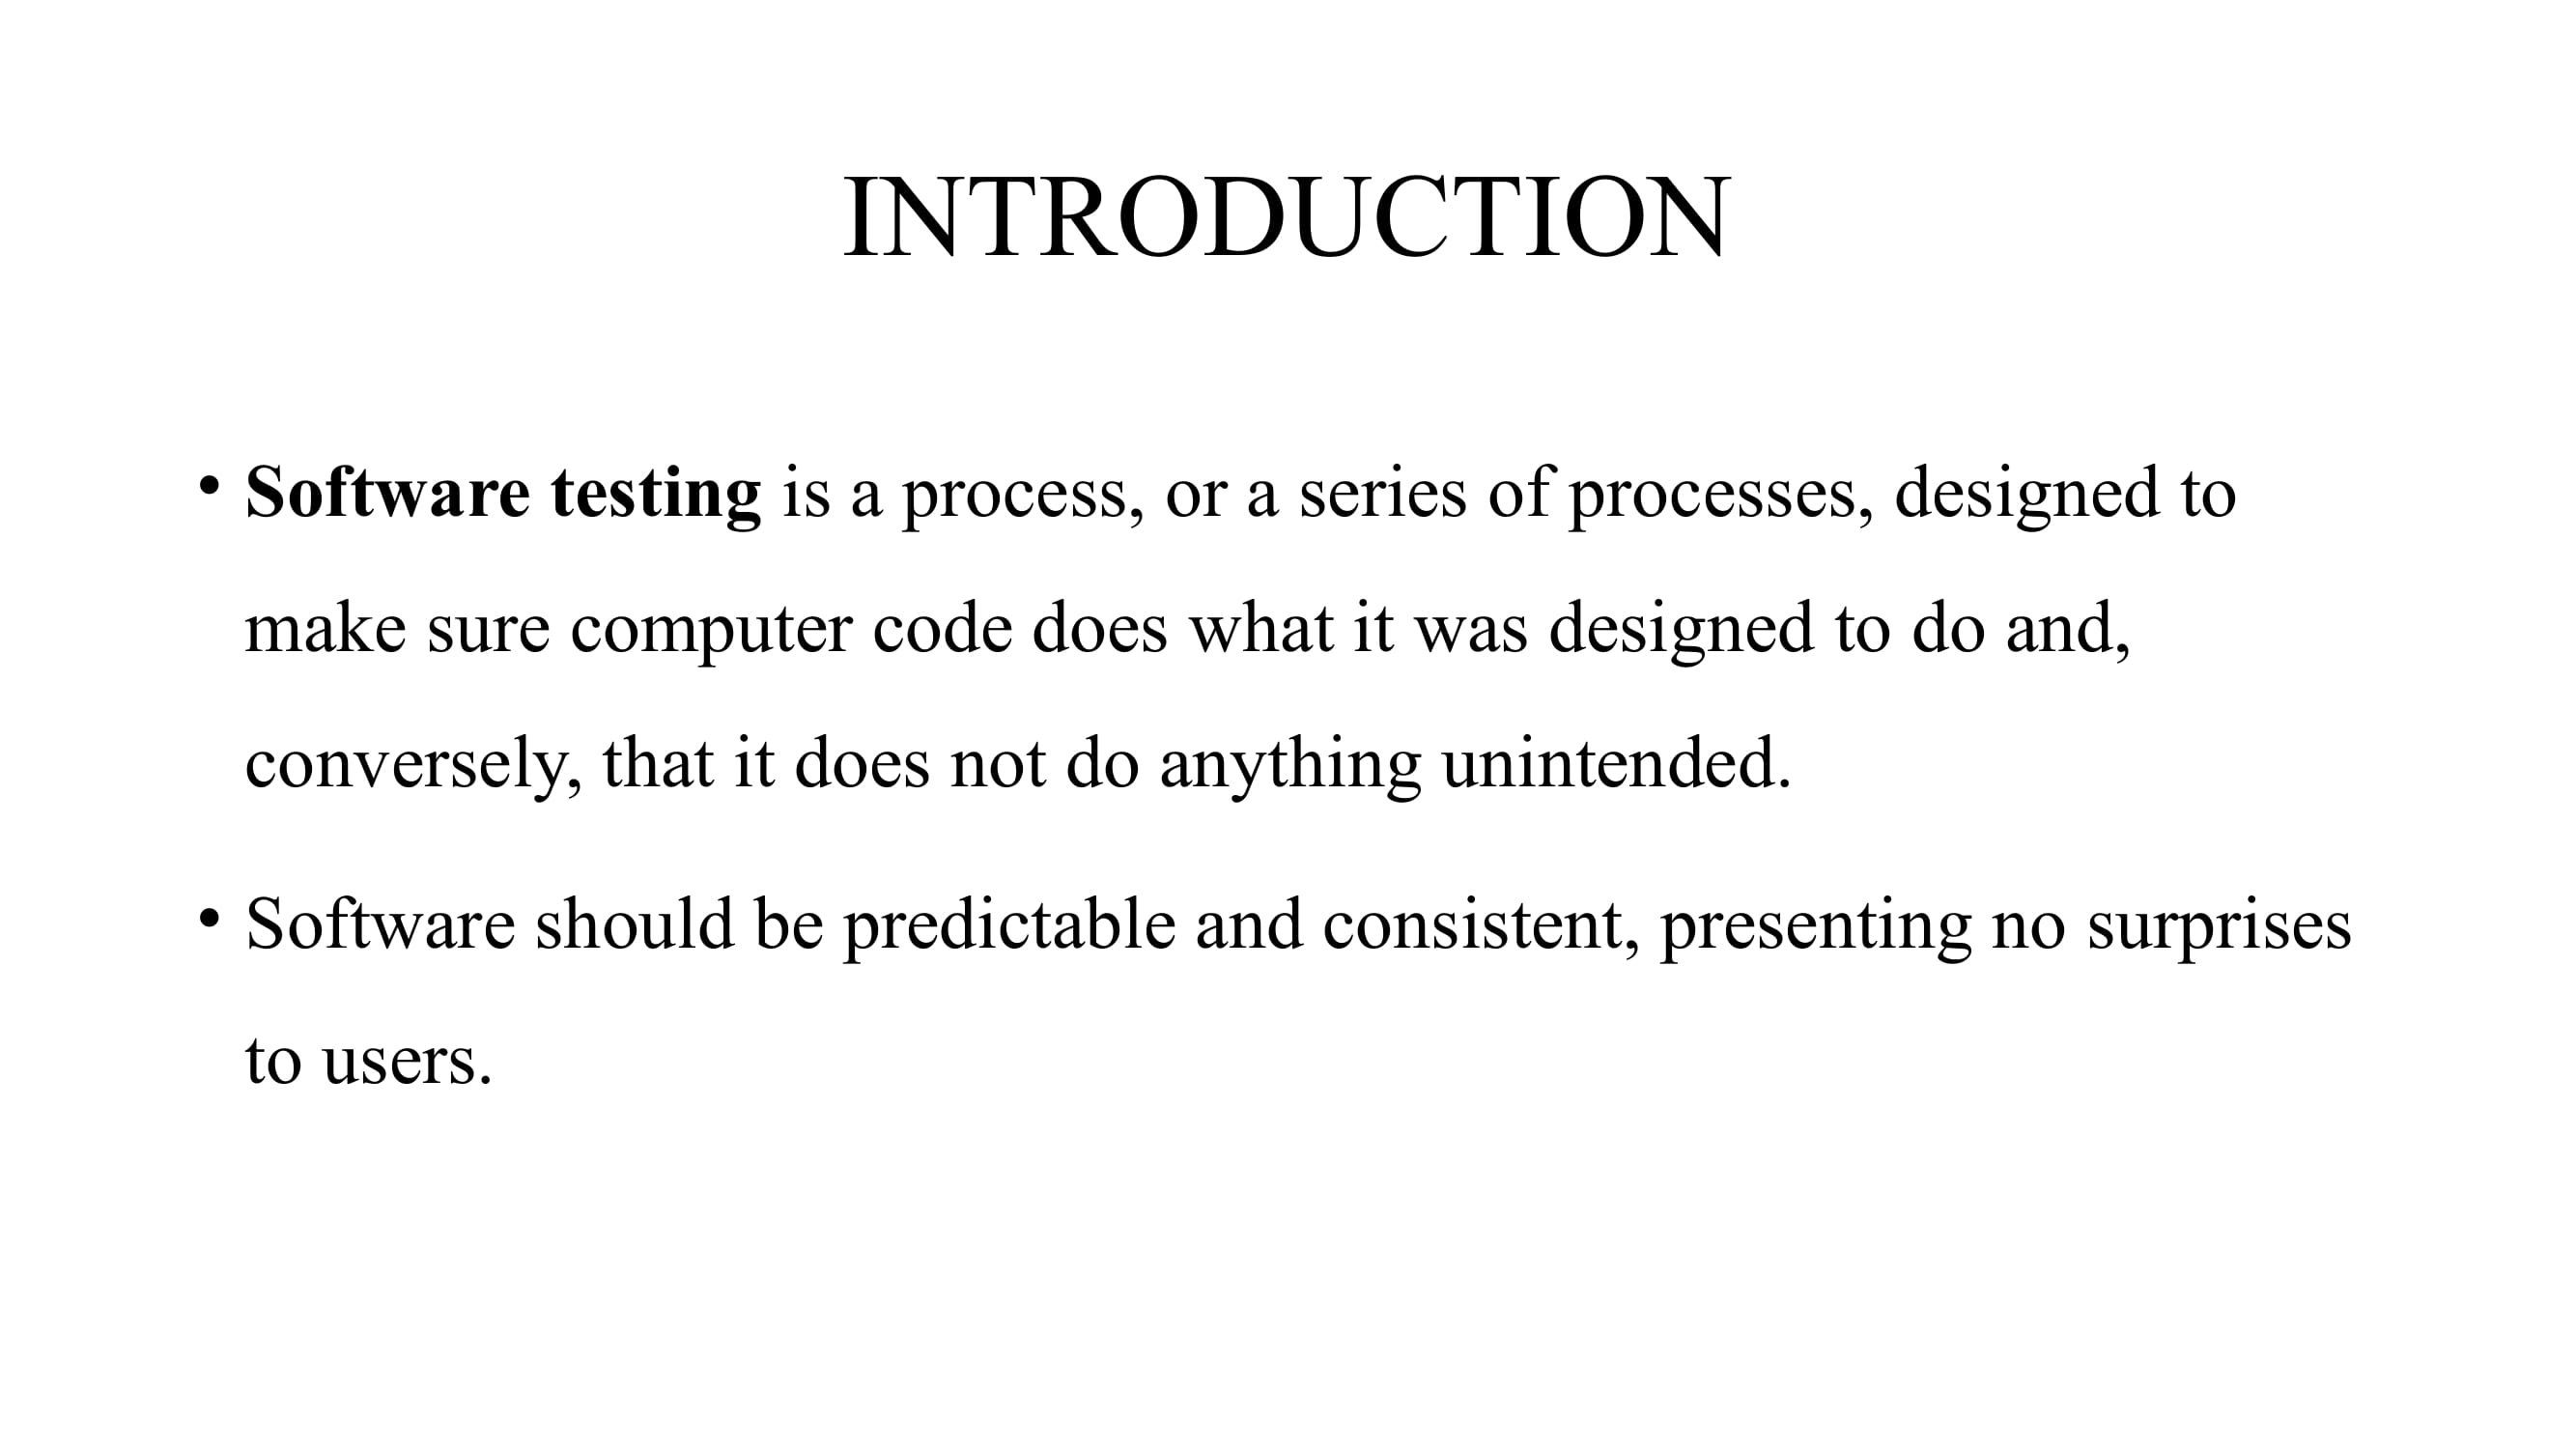 INTRODUCTION
• Software testing is a process, or a series of processes, designed to
make sure computer code does what it was designed to do and,
conversely, that it does not do anything unintended.
• Software should be predictable and consistent, presenting no surprises
to users.